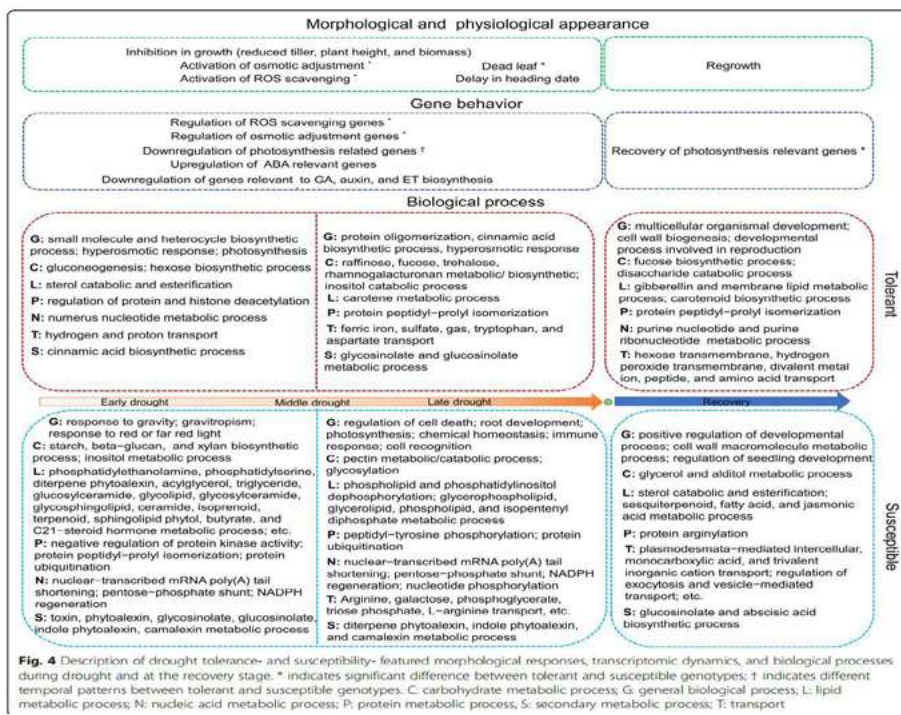 Morphological and physiological appearance
Inhibition in growth (reduced tiller, plant height, and biomass)
Activation of osmotic adjustment *
Activation of ROS scavenging *
Dead leaf *
Delay in heading date
Regrowth
Gene behavior
Regulation of ROS scavenging genes *
Regulation of osmotic adjustment genes *
Downregulation of photosynthesis related genes †
Upregulation of ABA relevant genes
Downregulation of genes relevant to GA, auxin, and ET biosynthesis
Recovery of photosynthesis relevant genes *
Biological process
G: small molecule and heterocycle biosynthetic
process; hyperosmotic response; photosynthesis
C: gluconeogenesis; hexose biosynthetic process
L: sterol catabolic and esterification
P: regulation of protein and histone deacetylation
N: numerus nucleotide metabolic process
T: hydrogen and proton transport
S: cinnamic acid biosynthetic process
G: protein oligomerization, cinnamic acid
biosynthetic process, hyperosmotic response
C: raffinose, fucose, trehalose,
rhamnogalacturonan metabolic/ biosynthetic;
inositol catabolic process
L: carotene metabolic process
P: protein peptidyl-prolyl isomerization
T: ferric iron, sulfate, gas, tryptophan, and
aspartate transport
S: glycosinolate and glucosinolate
metabolic process
G: multicellular organismal development;
cell wall biogenesis; developmental
process involved in reproduction
C: fucose biosynthetic process;
disaccharide catabolic process
L: gibberellin and membrane lipid metabolic
process; carotenoid biosynthetic process
P: protein peptidyl-prolyl isomerization
N: purine nucleotide and purine
ribonucleotide metabolic process
T: hexose transmembrane, hydrogen
peroxide transmembrane, divalent metal
ion, peptide, and amino acid transport
Tolerant
Early drought
Middle drought
Late drought
Recovery
G: response to gravity; gravitropism;
response to red or far red light
C: starch, beta-glucan, and xylan biosynthetic
process; inositol metabolic process
L: phosphatidylethanolamine, phosphatidylserine,
diterpene phytoalexin, acylglycerol, triglyceride,
glucosylceramide, glycolipid, glycosylceramide,
glycosphingolipid, ceramide, isoprenoid,
terpenoid, sphingolipid phytol, butyrate, and
C21-steroid hormone metabolic process; etc.
P: negative regulation of protein kinase activity;
protein peptidyl-prolyl isomerization; protein
ubiquitination
N: nuclear-transcribed mRNA poly(A) tail
shortening; pentose-phosphate shunt; NADPH
regeneration
S: toxin, phytoalexin, glycosinolate, glucosinolate,
indole phytoalexin, camalexin metabolic process
G: regulation of cell death; root development;
photosynthesis; chemical homeostasis; immune
response; cell recognition
C: pectin metabolic/catabolic process;
glycosylation
L: phospholipid and phosphatidylinositol
dephosphorylation; glycerophospholipid,
glycerolipid, phospholipid, and isopentenyl
diphosphate metabolic process
P: peptidyl-tyrosine phosphorylation; protein
ubiquitination
N: nuclear-transcribed mRNA poly(A) tail
shortening; pentose-phosphate shunt; NADPH
regeneration; nucleotide phosphorylation
T: Arginine, galactose, phosphoglycerate,
triose phosphate, L-arginine transport, etc.
S: diterpene phytoalexin, indole phytoalexin,
and camalexin metabolic process
G: positive regulation of developmental
process; cell wall macromolecule metabolic
process; regulation of seedling development
C: glycerol and alditol metabolic process
L: sterol catabolic and esterification;
sesquiterpenoid, fatty acid, and jasmonic
acid metabolic process
P: protein arginylation
T: plasmodesmata-mediated intercellular,
monocarboxylic acid, and trivalent
inorganic cation transport; regulation of
exocytosis and vesicle-mediated
transport; etc.
S: glucosinolate and abscisic acid
biosynthetic process
Susceptible
Fig. 4 Description of drought tolerance- and susceptibility- featured morphological responses, transcriptomic dynamics, and biological processes
during drought and at the recovery stage. * indicates significant difference between tolerant and susceptible genotypes; † indicates different
temporal patterns between tolerant and susceptible genotypes. C: carbohydrate metabolic process; G: general biological process; L: lipid
metabolic process; N: nucleic acid metabolic process; P: protein metabolic process, S: secondary metabolic process; T: transport